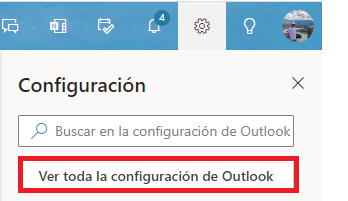 4
Configuración
Buscar en la configuración de Outlook
Ver toda la configuración de Outlook